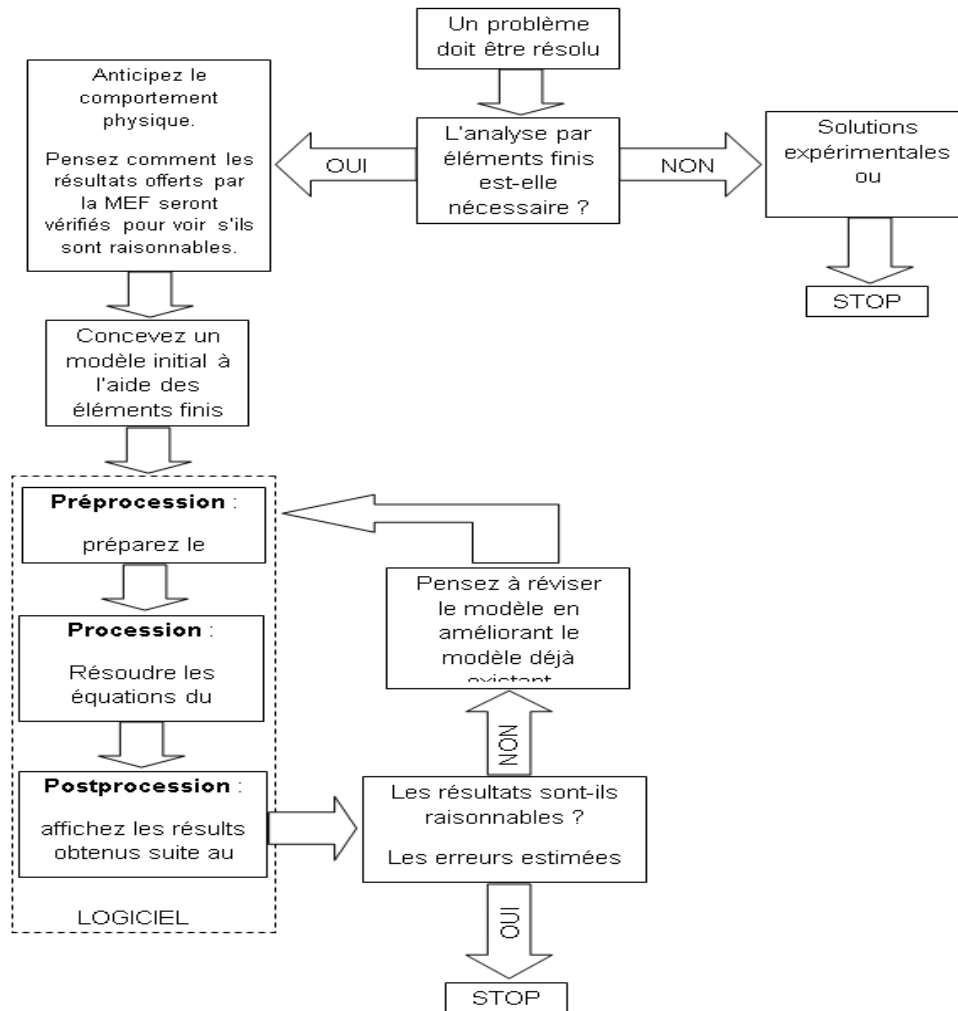 Un problème
doit être résolu
Anticipez le
comportement
physique.
Pensez comment les
résultats offerts par
la MEF seront
vérifiés pour voir s'ils
sont raisonnables.
OUI
L'analyse par
éléments finis
est-elle
nécessaire ?
NON
Solutions
expérimentales
ou
STOP
Concevez un
modèle initial à
l'aide des
éléments finis
Préprocession :
préparez le
Procession :
Résoudre les
équations du
Postprocession :
affichez les résults
obtenus suite au
LOGICIEL
Pensez à réviser
le modèle en
améliorant le
modèle déjà
existant
NON
Les résultats sont-ils
raisonnables ?
Les erreurs estimées
OUI
STOP